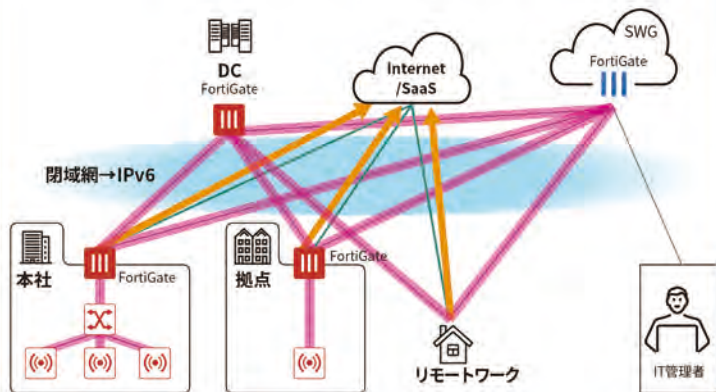 DC
FortiGate
Internet
/SaaS
SWG
FortiGate
閉域網→IPv6
本社
FortiGate
拠点
FortiGate
リモートワーク
IT管理者